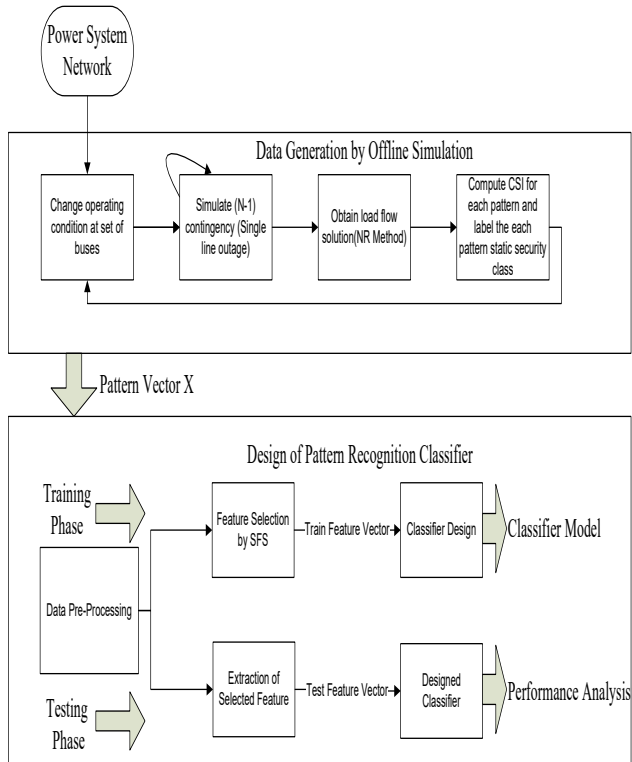 Power System
Network
Data Generation by Offline Simulation
Change operating
condition at set of
buses
Simulate (N-1)
contingency (Single
line outage)
Obtain load flow
solution(NR Method)
Compute CSI for
each pattern and
label the each
pattern static security
class
Pattern Vector X
Design of Pattern Recognition Classifier
Training
Phase
Feature Selection
by SFS
Train Feature Vector
Classifier Design
Classifier Model
Data Pre-Processing
Testing
Phase
Extraction of
Selected Feature
Test Feature Vector
Designed
Classifier
Performance Analysis